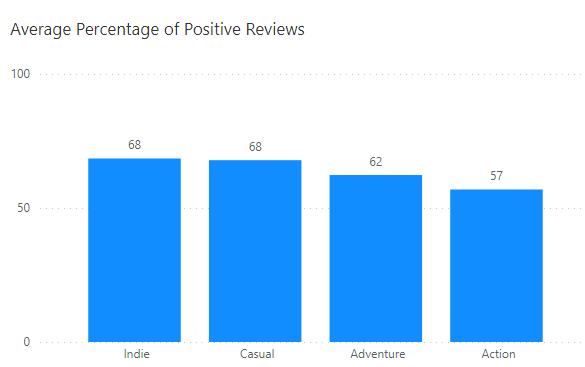 Average Percentage of Positive Reviews
100
68
68
62
57
50
0
Indie
Casual
Adventure
Action